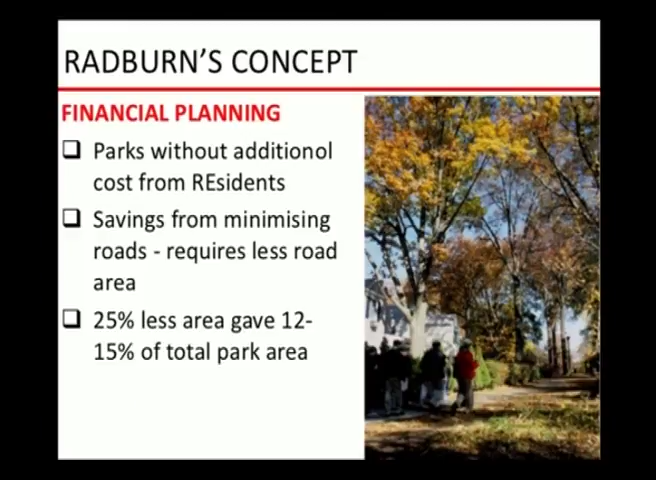 RADBURN'S CONCEPT
FINANCIAL PLANNING
Parks without additionol
cost from REsidents
Savings from minimising
roads - requires less road
area
25% less area gave 12-
15% of total park area